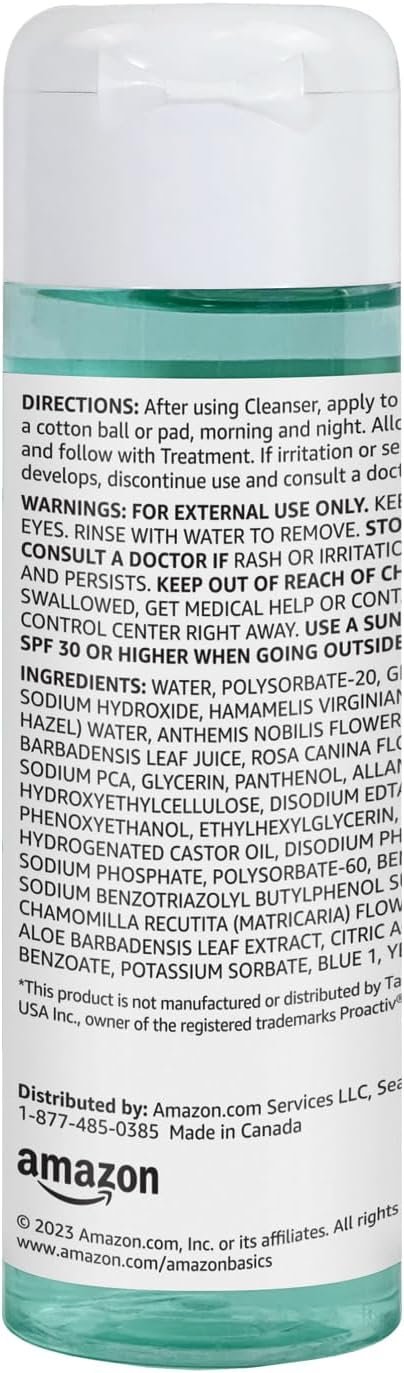 DIRECTIONS: After using Cleanser, apply to
a cotton ball or pad, morning and night.
and follow with Treatment. If irritation or
develops, discontinue use and consult a
WARNINGS: FOR EXTERNAL USE ONLY.
EYES. RINSE WITH WATER TO REMOVE.
CONSULT A DOCTOR IF RASH OR
AND PERSISTS. KEEP OUT OF REACH OF
SWALLOWED, GET MEDICAL HELP OR
CONTROL CENTER RIGHT AWAY. USE A
SPF 30 OR HIGHER WHEN GOING OUTSIDE
INGREDIENTS: WATER, POLYSORBATE-20,
SODIUM HYDROXIDE, HAMAMELIS
HAZEL) WATER, ANTHEMIS NOBILIS FLOWER
BARBADENSIS LEAF JUICE, ROSA CANINA
SODIUM PCA, GLYCERIN, PANTHENOL,
HYDROXYETHYLCELLULOSE, DISODIUM
PHENOXYETHANOL, ETHYLHEXYLGLYCERIN,
HYDROGENATED CASTOR OIL, DISODIUM
SODIUM PHOSPHATE, POLYSORBATE-60,
SODIUM BENZOTRIAZOLYL BUTYLPHENOL
CHAMOMILLA RECUTITA (MATRICARIA)
ALOE BARBADENSIS LEAF EXTRACT, CITRIC
BENZOATE, POTASSIUM SORBATE, BLUE 1,
*This product is not manufactured or distributed by
USA Inc., owner of the registered trademarks Proactiv®
Distributed by: Amazon.com Services LLC,
1-877-485-0385 Made in Canada
amazon
© 2023 Amazon.com, Inc. or its affiliates. All rights
www.amazon.com/amazonbasics